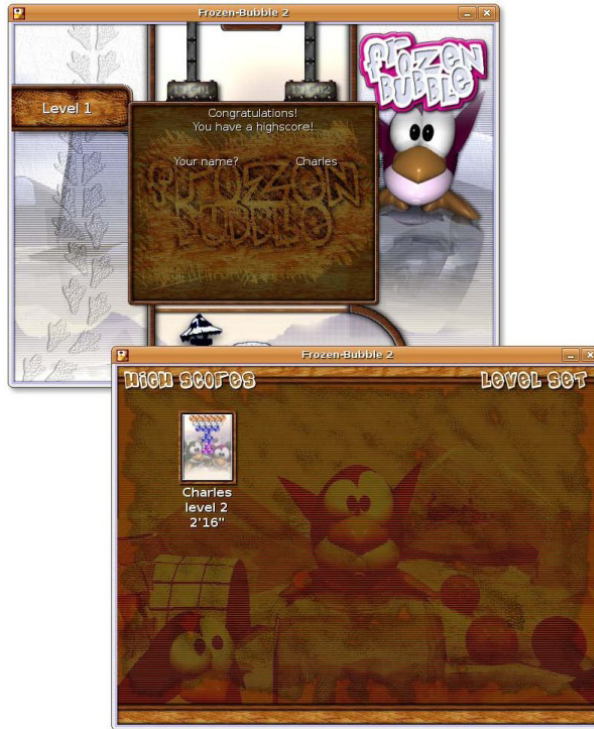 Frozen-Bubble 2
FROZEN
BUBBLE
Level 1
Congratulations!
You have a highscore!
Your name? Charles
FROZEN
BUBBLE
Frozen-Bubble 2
HIGH SCORES LEVEL SET
Charles
level 2
2'16"